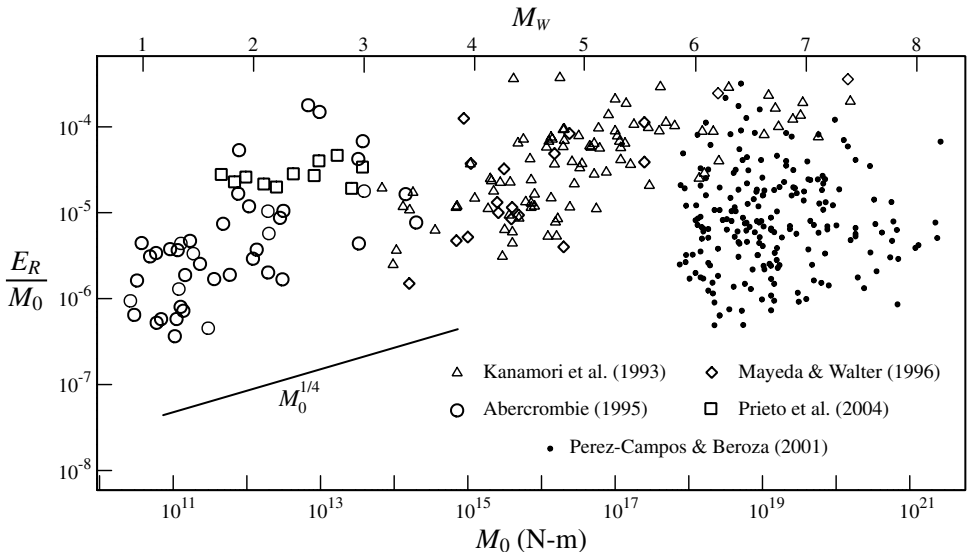 M_W
1 2 3 4 5 6 7 8
10^-4
10^-5
E_R
M_0
10^-6
10^-7
10^-8
M_0^1/4
Kanamori et al. (1993) Mayeda & Walter (1996)
Abercrombie (1995) Prieto et al. (2004)
Perez-Campos & Beroza (2001)
10^11 10^13 10^15 10^17 10^19 10^21
M_0 (N-m)